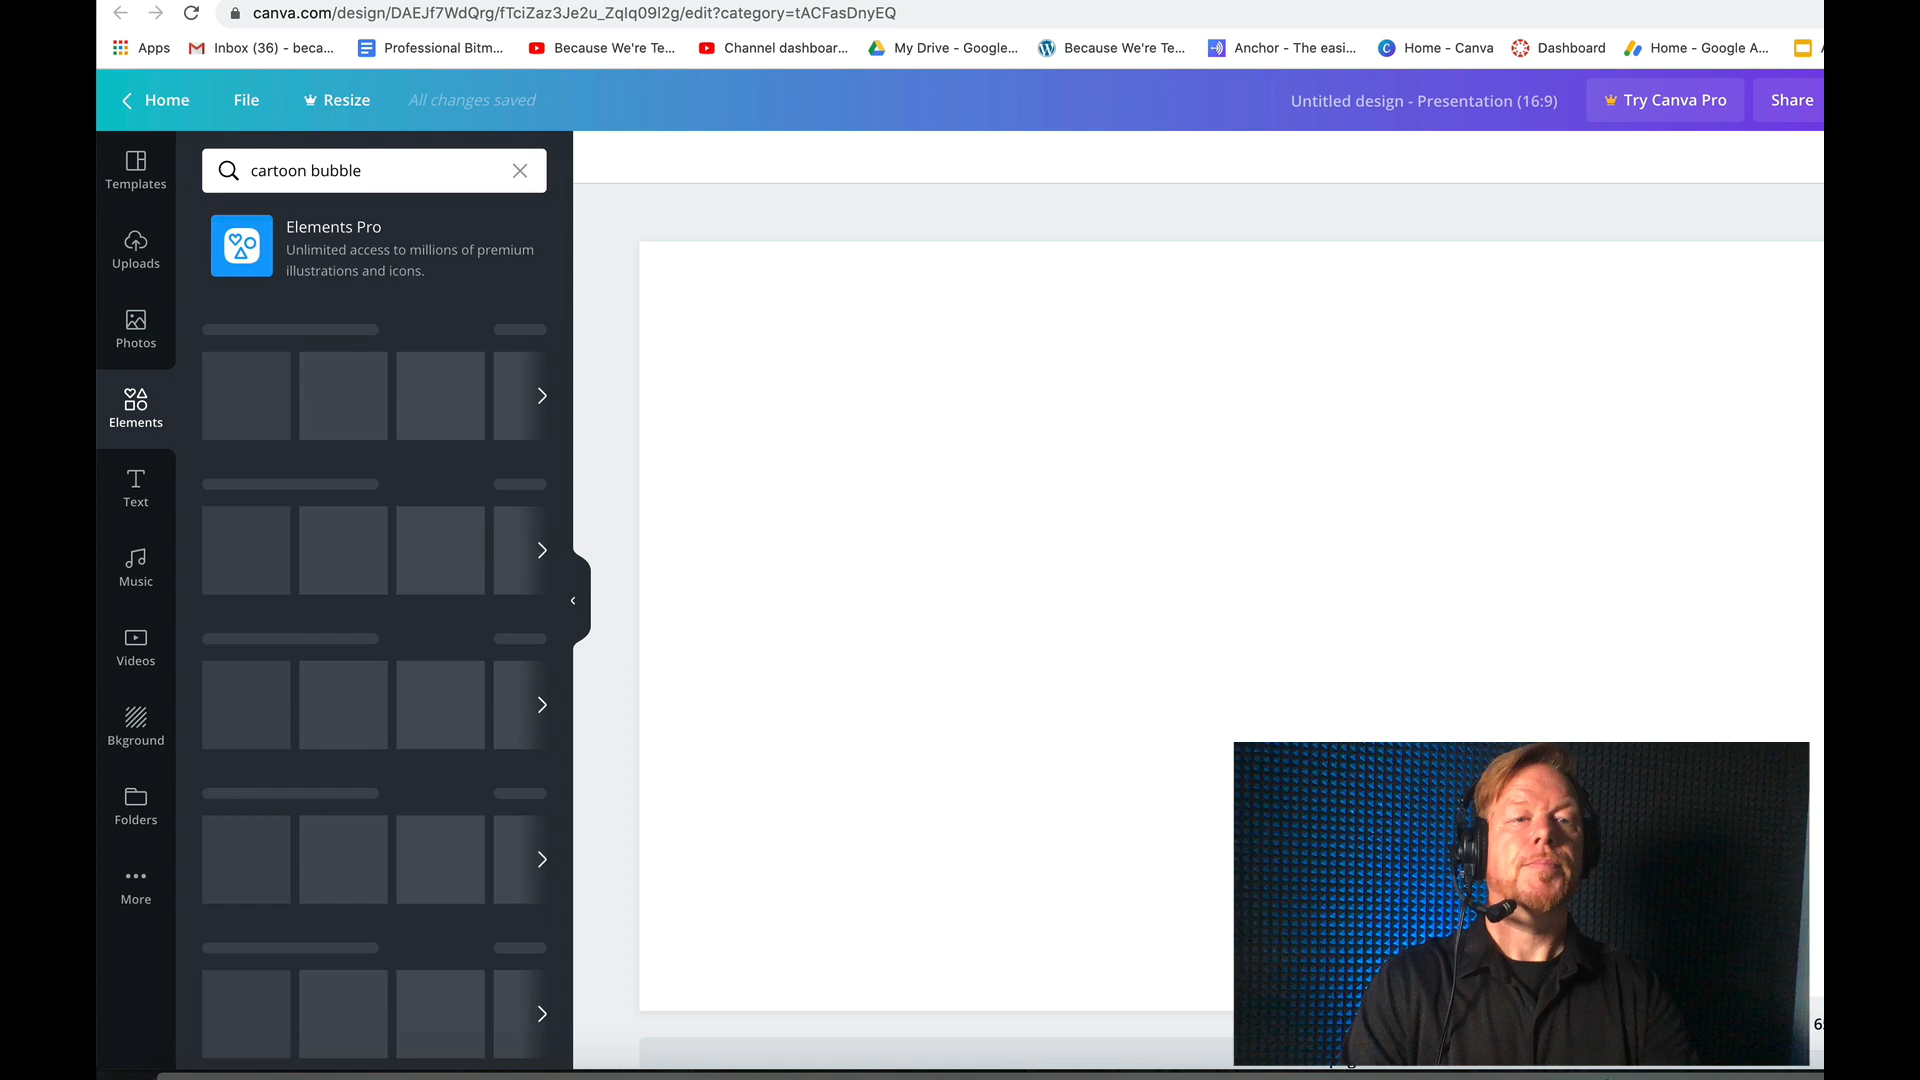 canva.com/design/DAEJf7WdQrg/fTciZaz3Je2u_ZqIq09I2g/edit?category=tACFasDnyEQ
Apps
Inbox (36) - beca...
Professional Bitm...
Because We're Te...
Channel dashboar...
My Drive - Google...
Because We're Te...
Anchor - The easi...
Home - Canva
Dashboard
Home - Google A...
Home
File
Resize
All changes saved
Untitled design - Presentation (16:9)
Try Canva Pro
Share
cartoon bubble
Elements Pro
Unlimited access to millions of premium
illustrations and icons.
Templates
Uploads
Photos
Elements
Text
Music
Videos
Bkground
Folders
More